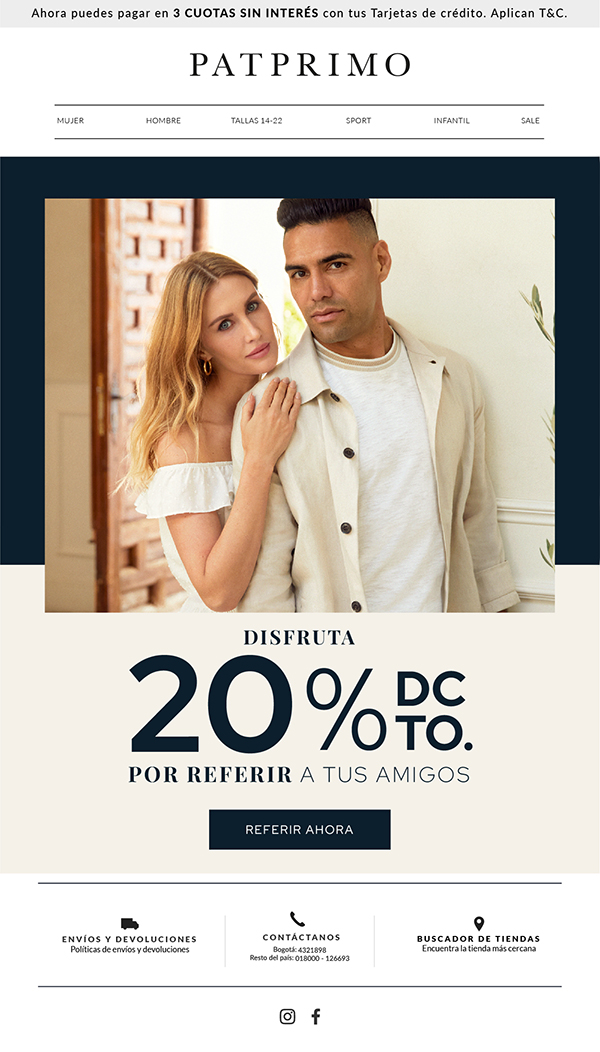 Ahora puedes pagar en 3 CUOTAS SIN INTERÉS con tus Tarjetas de crédito. Aplican T&C.
PATPRIMO
MUJER HOMBRE TALLAS 14-22 SPORT INFANTIL SALE
DISFRUTA
20% DC
TO.
POR REFERIR A TUS AMIGOS
REFERIR AHORA
ENVÍOS Y DEVOLUCIONES
Políticas de envíos y devoluciones
CONTÁCTANOS
Bogotá: 4321898
Resto del país: 018000 - 126693
BUSCADOR DE TIENDAS
Encuentra la tienda más cercana